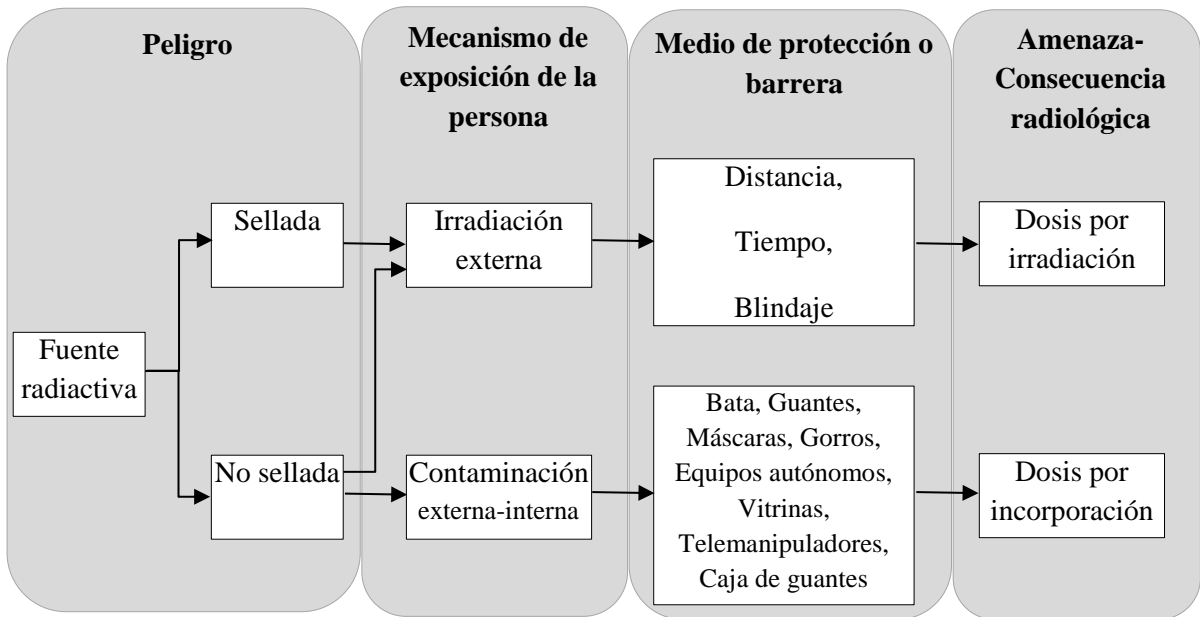 Peligro
Mecanismo de
exposición de la
persona
Medio de protección o
barrera
Amenaza-
Consecuencia
radiológica
Fuente
radiactiva
Sellada
No sellada
Irradiación
externa
Contaminación
externa-interna
Distancia,
Tiempo,
Blindaje
Bata, Guantes,
Máscaras, Gorros,
Equipos autónomos,
Vitrinas,
Telemanipuladores,
Caja de guantes
Dosis por
irradiación
Dosis por
incorporación